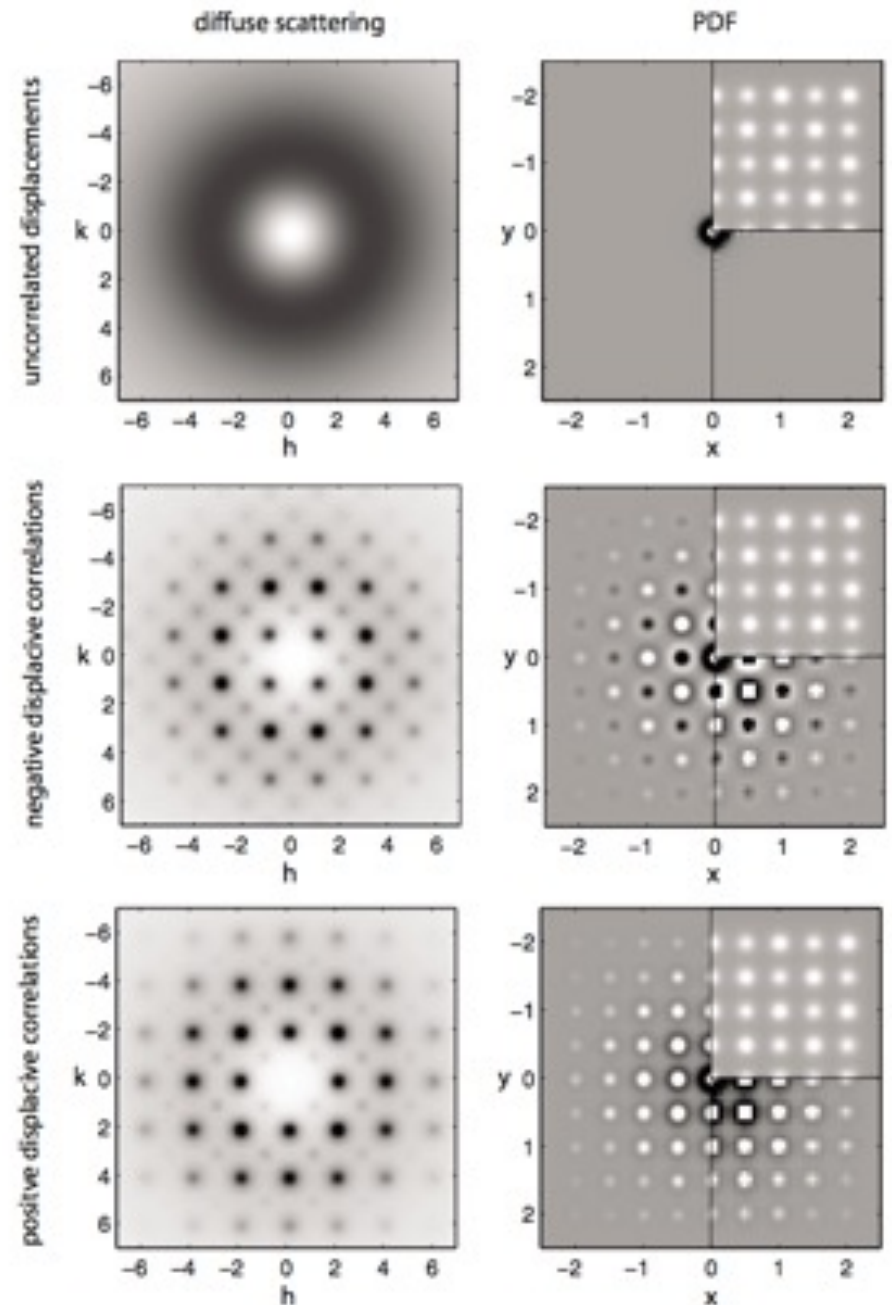 diffuse scattering
PDF
uncorrelated displacements
-6
-4
-2
k 0
2
4
6
-6 -4 -2 0 2 4 6
h
-2
-1
y 0
1
2
-2 -1 0 1 2
x
negative displacive correlations
-6
-4
-2
k 0
2
4
6
-6 -4 -2 0 2 4 6
h
-2
-1
y 0
1
2
-2 -1 0 1 2
x
positve displacive correlations
-6
-4
-2
k 0
2
4
6
-6 -4 -2 0 2 4 6
h
-2
-1
y 0
1
2
-2 -1 0 1 2
x